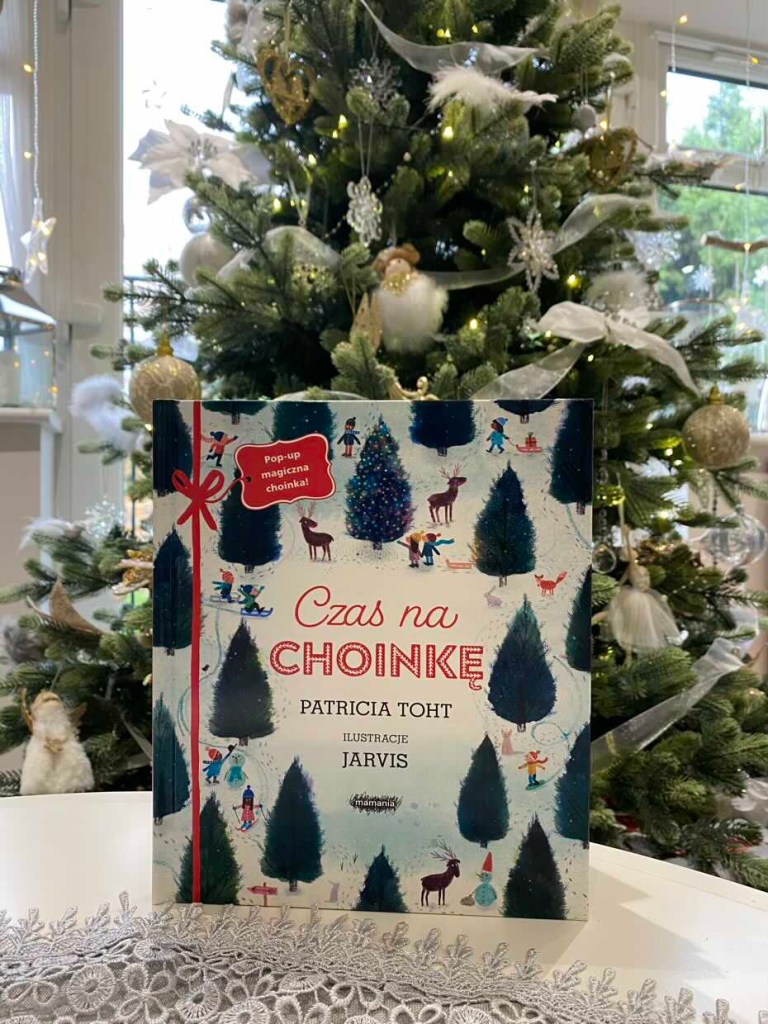 Pop-up
magiczna
choinka!
Czas na
CHOINKĘ
PATRICIA TOHT
ILUSTRACJE
JARVIS
mamania